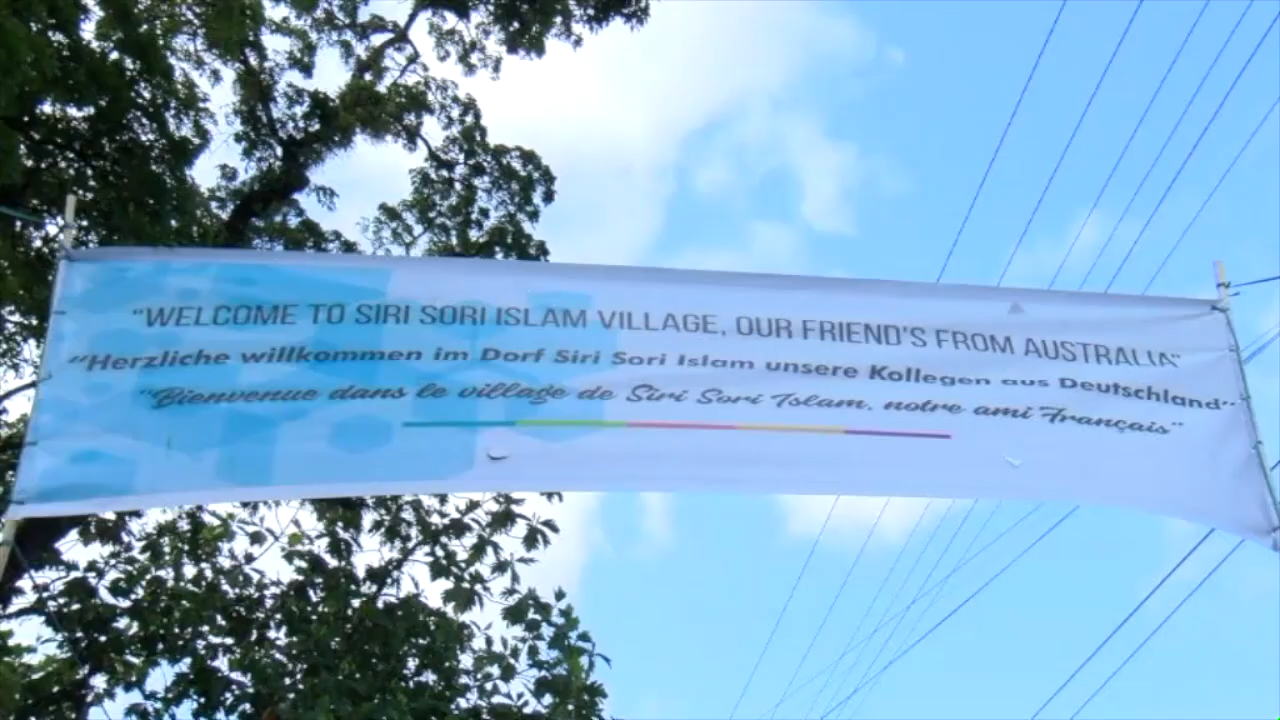 "WELCOME TO SIRI SORI ISLAM VILLAGE, OUR FRIEND'S FROM AUSTRALIA"
"Herzliche willkommen im Dorf Siri Sori Islam unsere Kollegen aus Deutschland"
"Bienvenue dans le village de Siri Sori Islam, notre ami Français"